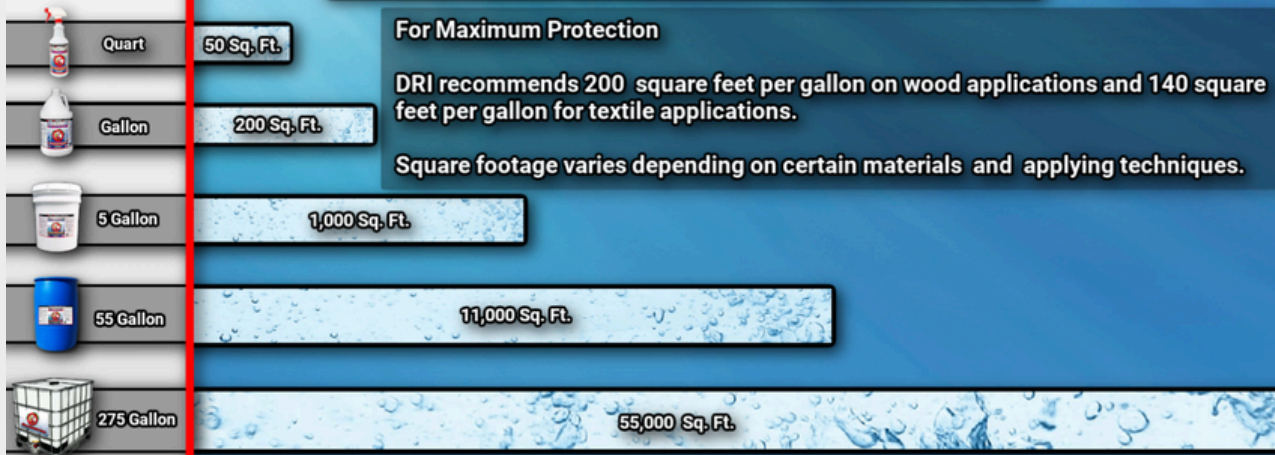 Quart
50 Sq. Ft.
For Maximum Protection
DRI recommends 200 square feet per gallon on wood applications and 140 square
feet per gallon for textile applications.
Square footage varies depending on certain materials and applying techniques.
Gallon
200 Sq. Ft.
5 Gallon
1,000 Sq. Ft.
55 Gallon
11,000 Sq. Ft.
275 Gallon
55,000 Sq. Ft.